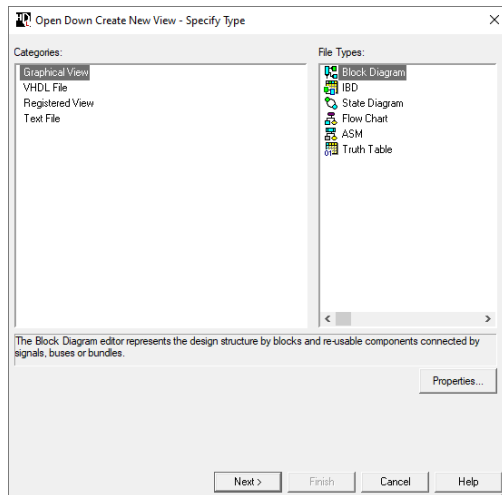 Open Down Create New View - Specify Type
Categories:
Graphical View
VHDL File
Registered View
Text File
File Types:
Block Diagram
IBD
State Diagram
Flow Chart
ASM
Truth Table
The Block Diagram editor represents the design structure by blocks and re-usable components connected by
signals, buses or bundles.
Properties...
Next >
Finish
Cancel
Help